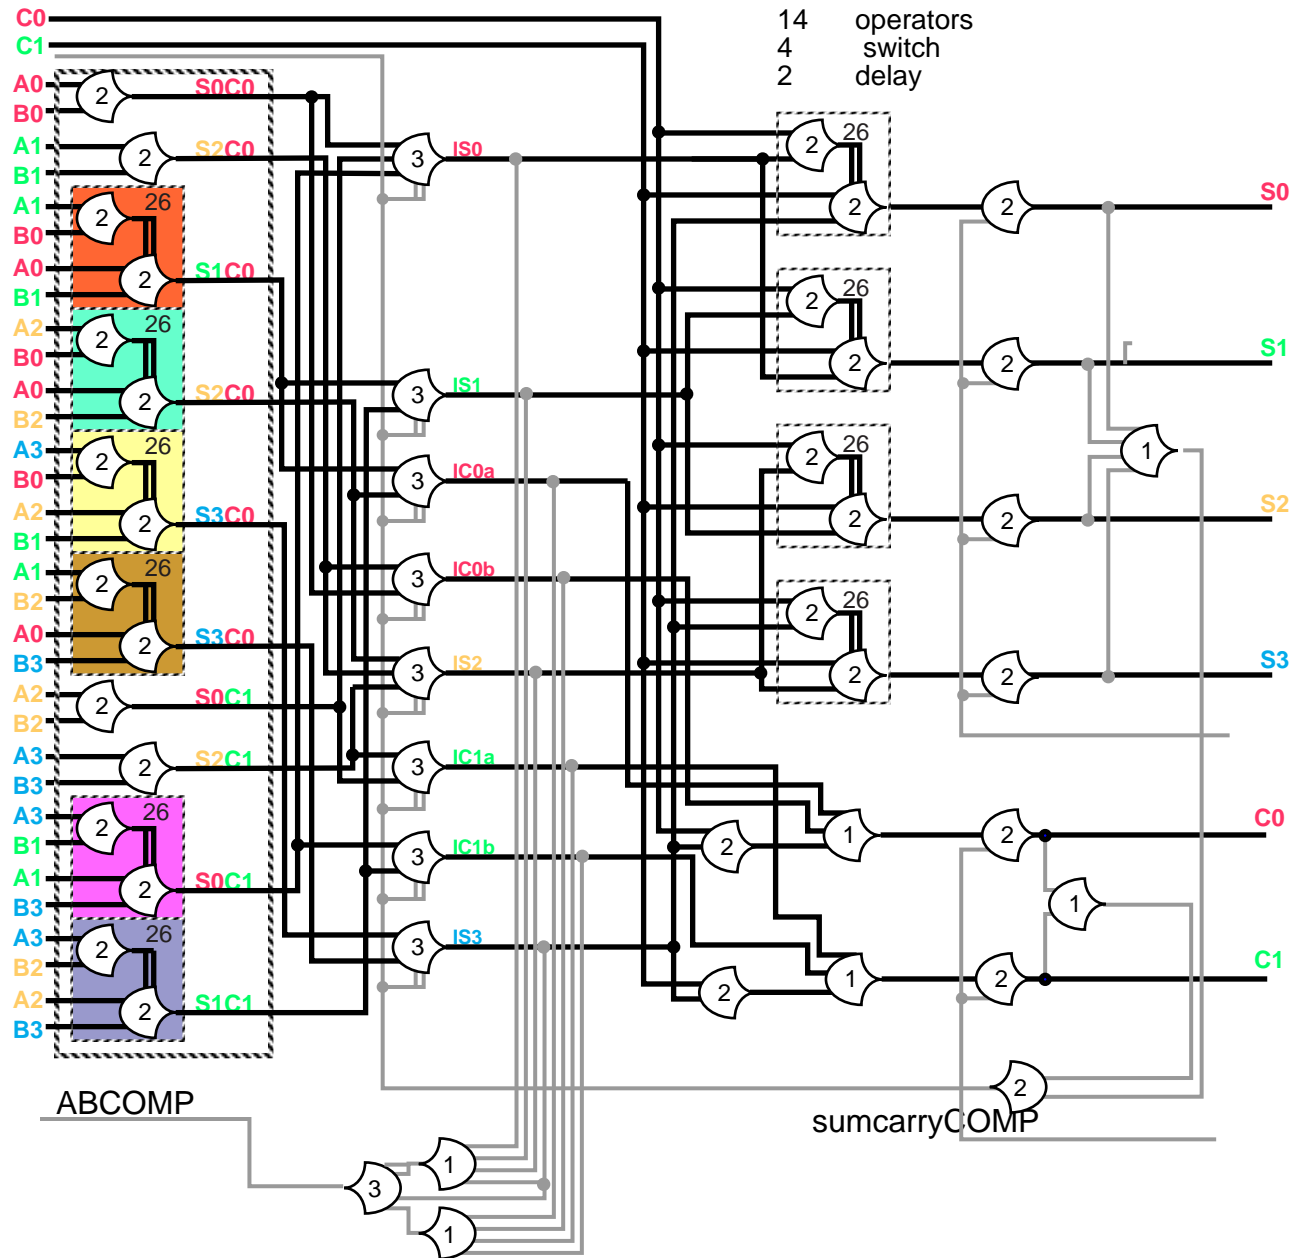 C0
14 operators
C1
4 switch
2 delay
A0
B0
2
S0C0
A1
B1
2
S2C0
3
IS0
2
26
2
2
S0
A1
B0
2
26
A0
B1
2
S1C0
A2
B0
2
26
A0
B2
2
S2C0
3
IS1
2
26
2
2
S1
A3
B0
2
26
A2
B1
2
S3C0
3
IC0a
2
26
2
2
S2
1
A1
B2
2
26
A0
B3
2
S3C0
3
IC0b
2
26
2
2
S3
A2
B2
2
S0C1
3
IS2
A3
B3
2
S2C1
3
IC1a
A3
B1
2
26
A1
B3
2
S0C1
3
IC1b
2
1
2
C0
1
A3
B2
2
26
A2
B3
2
S1C1
3
IS3
2
1
2
C1
2
ABCOMP
sumcarryCOMP
1
3
1